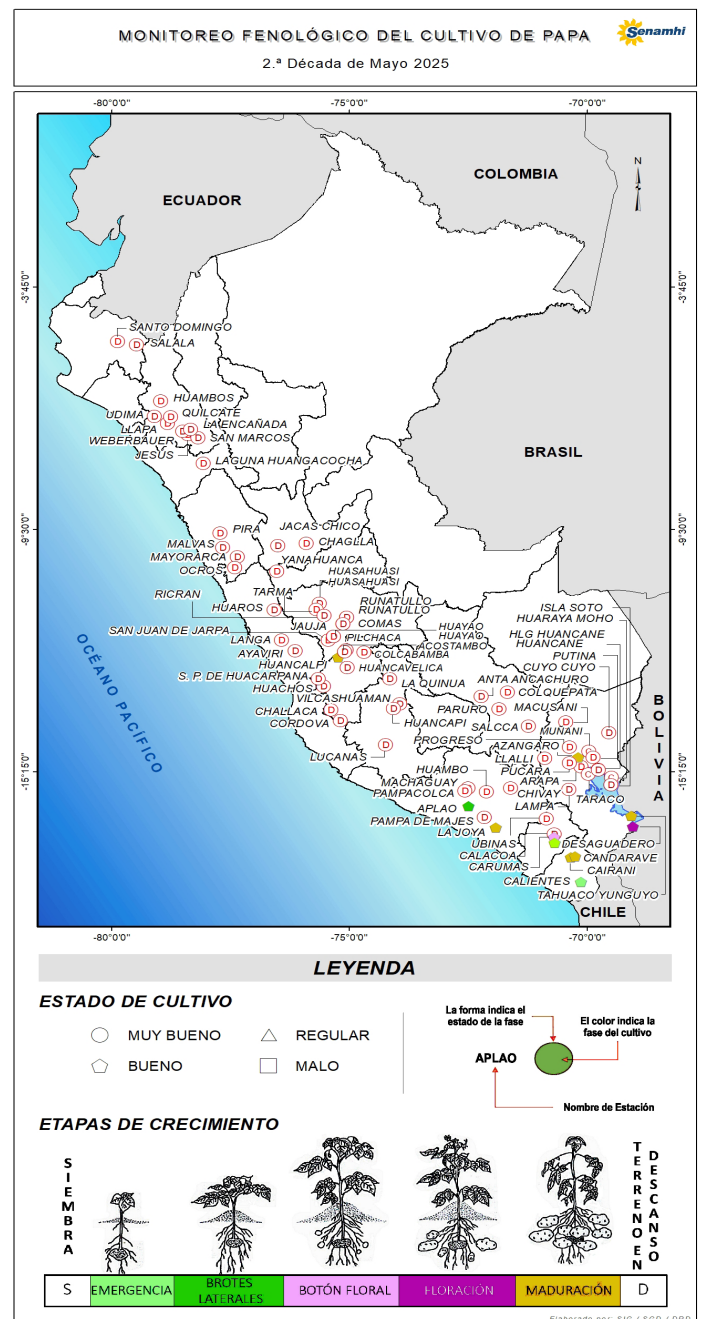 MONITOREO FENOLÓGICO DEL CULTIVO DE PAPA
Senamhi
2.ª Década de Mayo 2025
-80°0'0" -75°0'0" -70°0'0"
COLOMBIA
N
ECUADOR
-3°45'0" -3°45'0"
SANTO DOMINGO
SALALA
HUAMBOS
UDIMA QUILCATE
LLAPA LA ENCAÑADA
WEBERBAUER SAN MARCOS
BRASIL
JESÚS
LAGUNA HUANGACOCHA
-9°30'0" -9°30'0"
PIRA JACAS CHICO
MALVAS CHAGLLA
MAYORARCA YANAHUANCA
OCROS HUASAHUASI
HUASAHUASI
RICRAN TARMA
HUAROS RUNATULLO
RUNATULLO
ISLA SOTO
HUARAYA MOHO
JAUJA COMAS
SAN JUAN DE JARPA HUAYAO
HUAYAO
HLG HUANCANE
HUANCANE
LANGA PILCHACA
ACOSTAMBO
AYAVIRI COLCABAMBA
PUTINA
CUYO CUYO
HUANCALPI HUANCAVELICA
S. P. DE HUACARPANA LA QUINUA
ANTA ANCACHURO
HUACHOS COLQUEPATA
VILCASHUAMAN PARURO MACUSANI
CHALLACA
CORDOVA HUANCAPI SALCCA MUÑANI
PROGRESO
AZANGARO
LUCANAS LLALLI
PUCARA
-15°15'0" -15°15'0"
HUAMBO
MACHAGUAY ARAPA
PAMPACOLCA CHIVAY
TARACO
APLAO LAMPA
PAMPA DE MAJES
LA JOYA
UBINAS DESAGUADERO
CALACOA CANDARAVE
CARUMAS CAIRANI
CALIENTES
TAHUACO YUNGUYO
BOLIVIA
CHILE
OCÉANO PACÍFICO
-80°0'0" -75°0'0" -70°0'0"
LEYENDA
ESTADO DE CULTIVO
MUY BUENO REGULAR
BUENO MALO
La forma indica el
estado de la fase
El color indica la
fase del cultivo
APLAO
Nombre de Estación
ETAPAS DE CRECIMIENTO
SIEMBRA
TERRENO EN
DESCANSO
S EMERGENCIA BROTES LATERALES BOTÓN FLORAL FLORACIÓN MADURACIÓN D